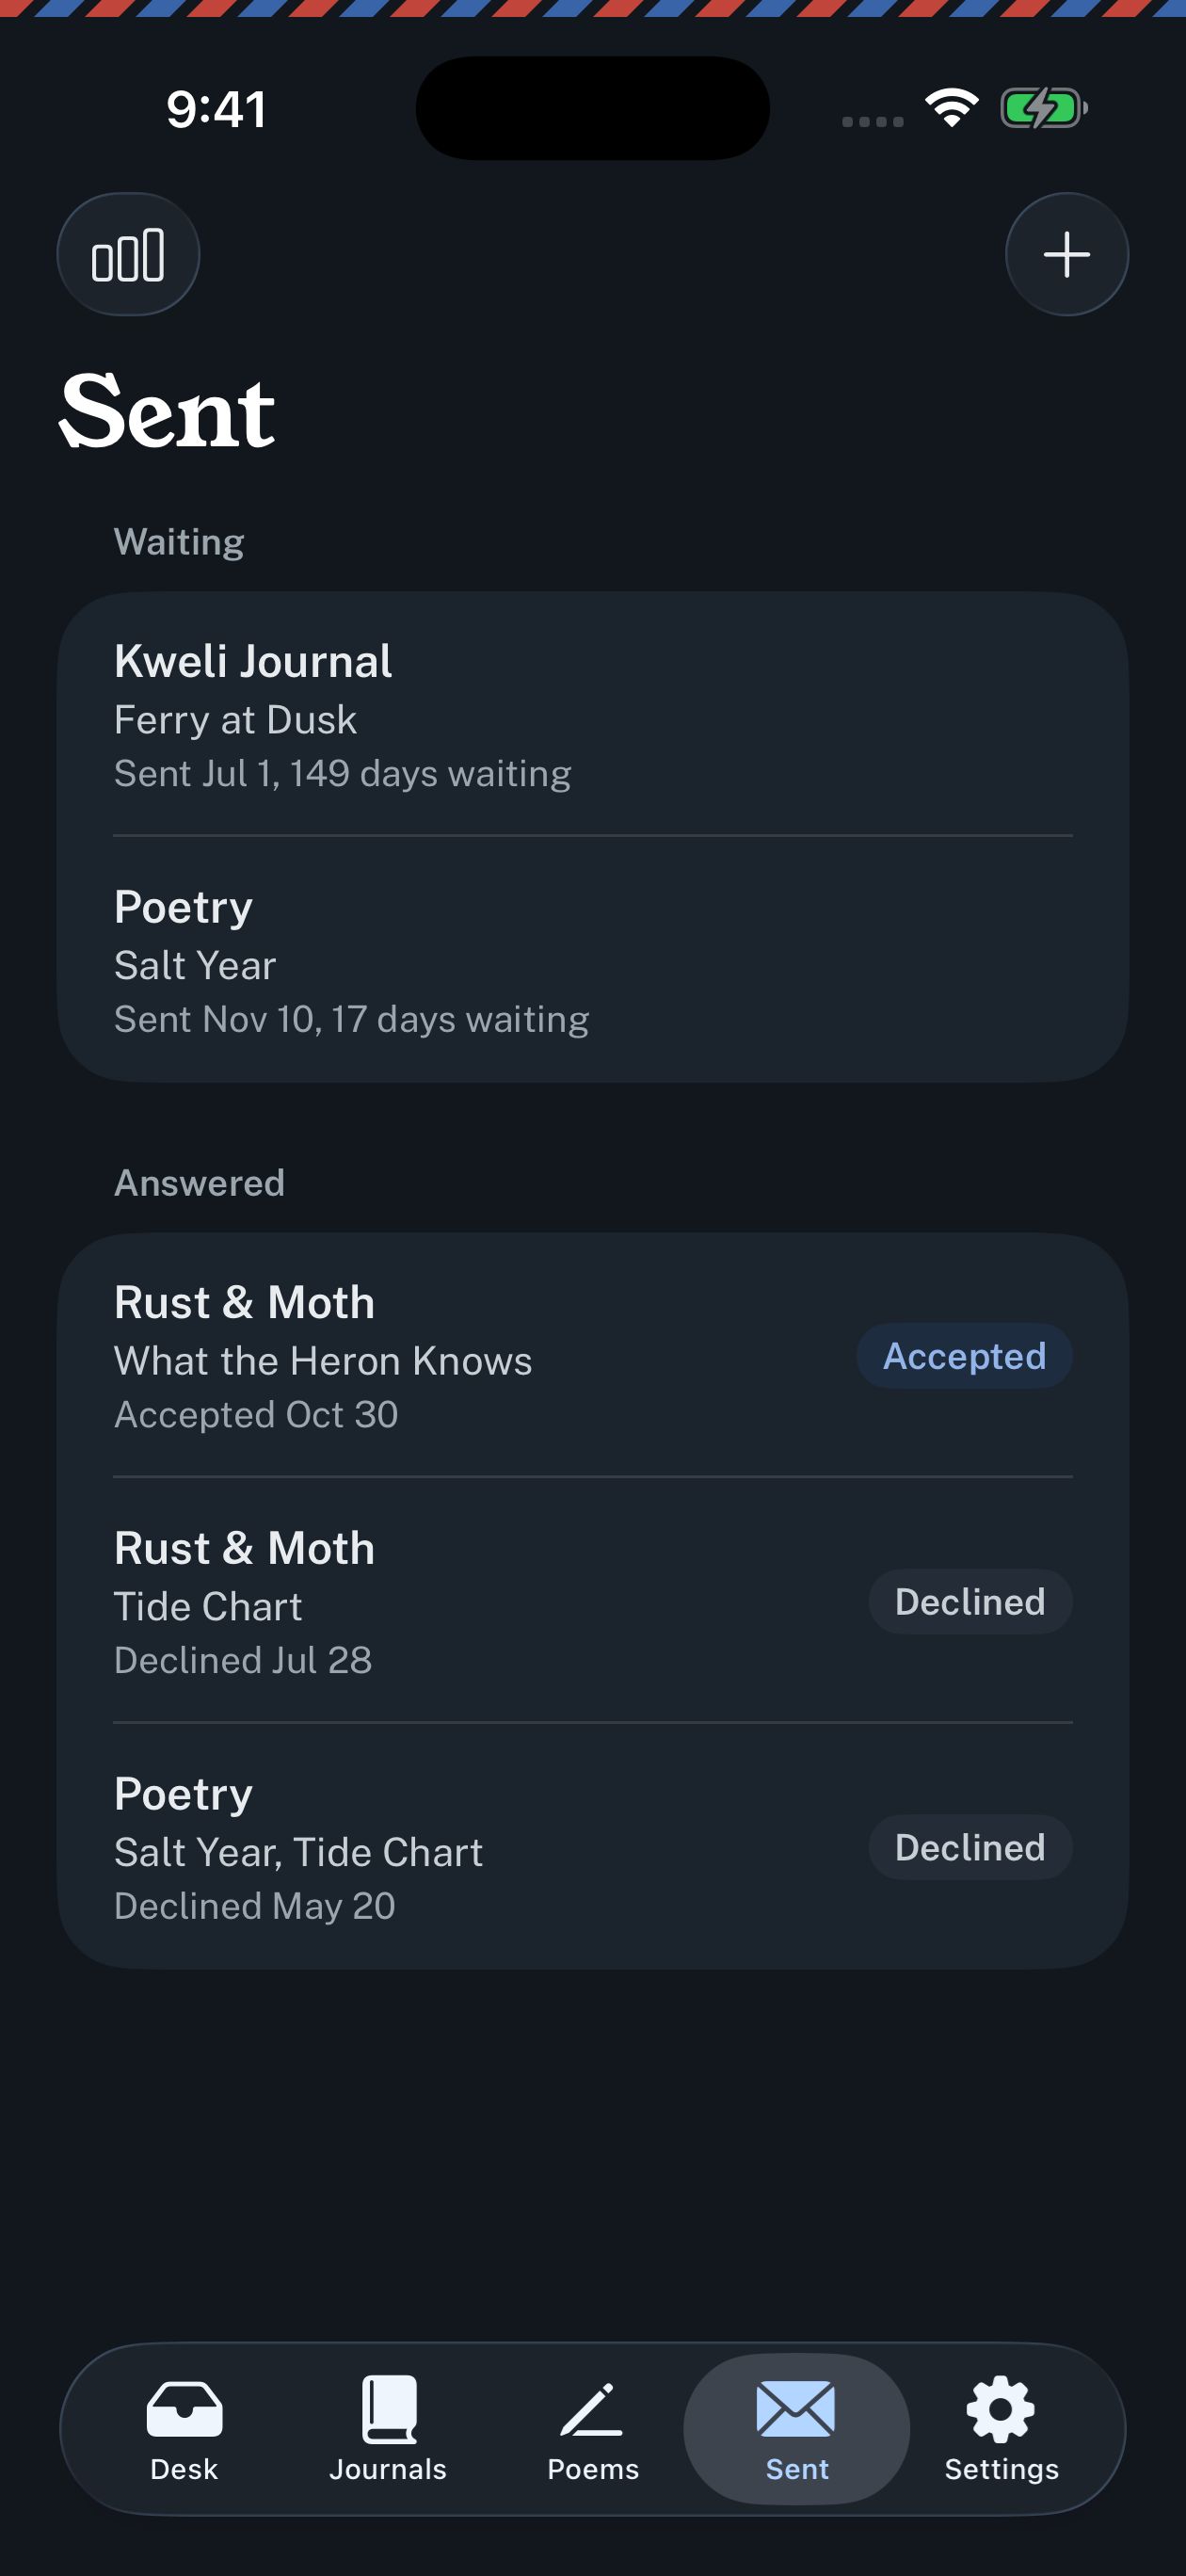 9:41
Sent
Waiting
Kweli Journal
Ferry at Dusk
Sent Jul 1, 149 days waiting
Poetry
Salt Year
Sent Nov 10, 17 days waiting
Answered
Rust & Moth
What the Heron Knows
Accepted Oct 30
Accepted
Rust & Moth
Tide Chart
Declined Jul 28
Declined
Poetry
Salt Year, Tide Chart
Declined May 20
Declined
Desk
Journals
Poems
Sent
Settings